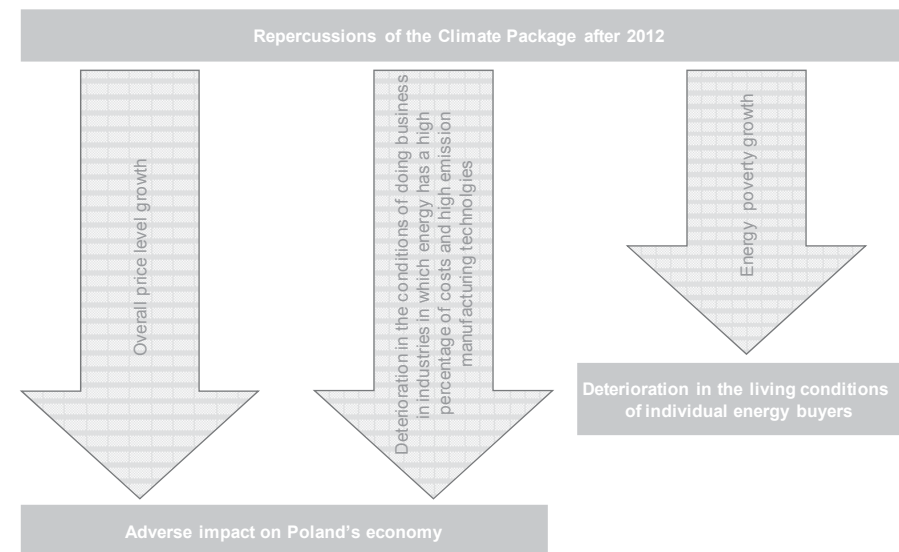 Repercussions of the Climate Package after 2012
Overall price level growth
Deterioration in the conditions of doing business
in industries in which energy has a high
percentage of costs and high emission
manufacturing technolgies
Energy poverty growth
Deterioration in the living conditions
of individual energy buyers
Adverse impact on Poland's economy